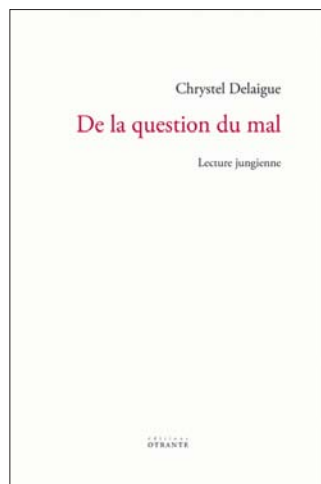 Chrystel Delaigue
De la question du mal
Lecture jungienne
éditions
OTRANTE